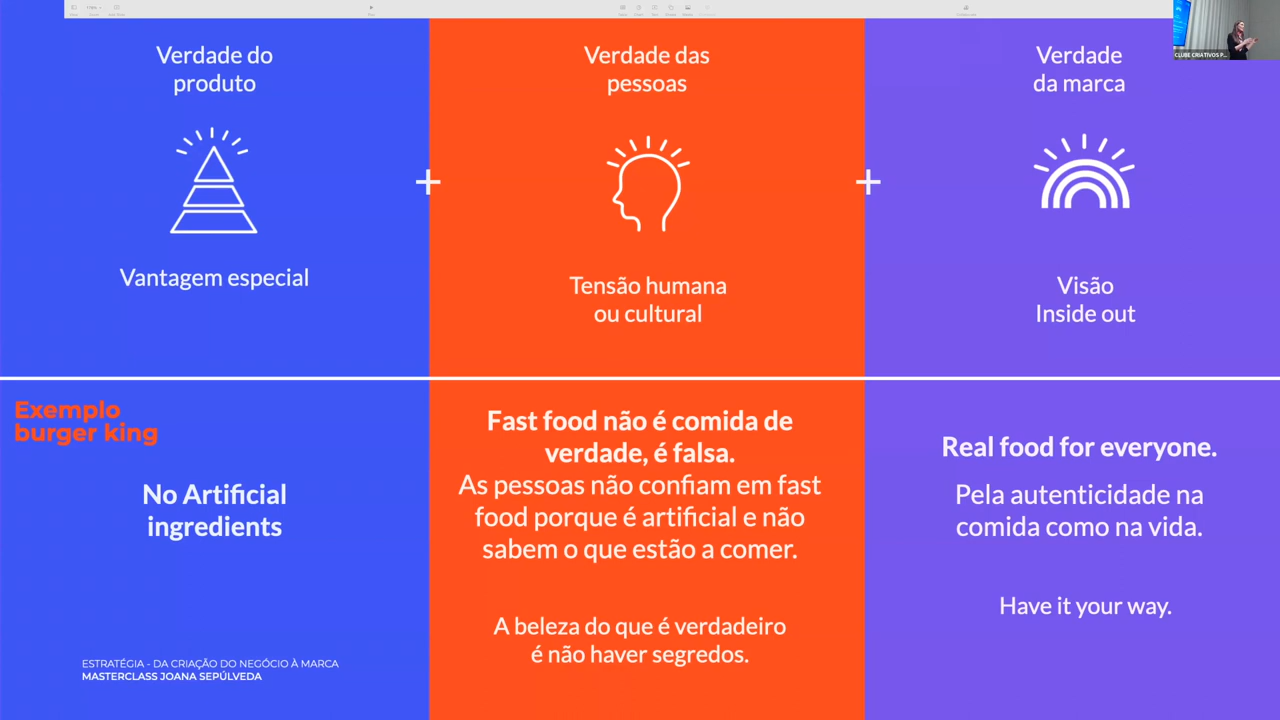 CLUBE CRIATIVOS P...
Verdade do
produto
Vantagem especial
+
Verdade das
pessoas
Tensão humana
ou cultural
+
Verdade
da marca
Visão
Inside out
Exemplo
burger king
No Artificial
ingredients
Fast food não é comida de
verdade, é falsa.
As pessoas não confiam em fast
food porque é artificial e não
sabem o que estão a comer.
A beleza do que é verdadeiro
é não haver segredos.
Real food for everyone.
Pela autenticidade na
comida como na vida.
Have it your way.
ESTRATÉGIA - DA CRIAÇÃO DO NEGÓCIO À MARCA
MASTERCLASS JOANA SEPÚLVEDA